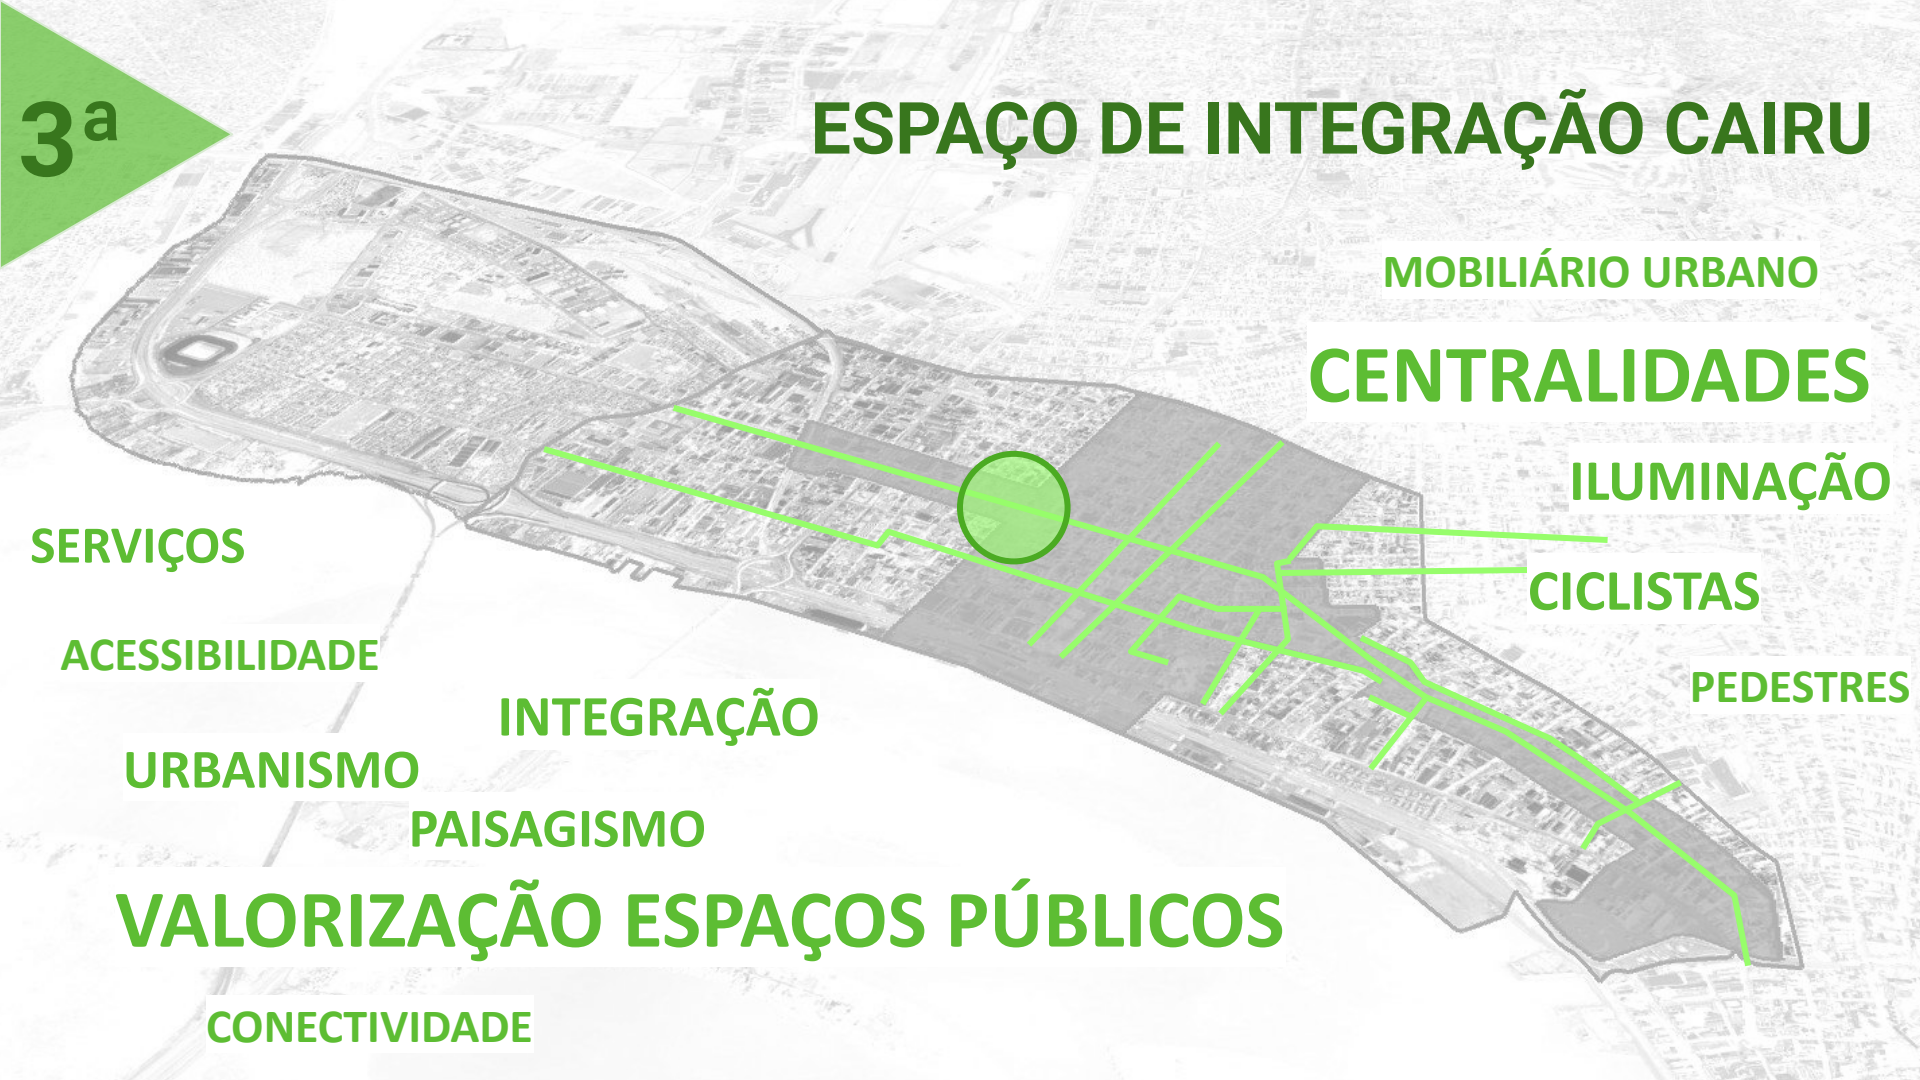 3ª
ESPAÇO DE INTEGRAÇÃO CAIRU
MOBILIÁRIO URBANO
CENTRALIDADES
ILUMINAÇÃO
SERVIÇOS
CICLISTAS
ACESSIBILIDADE
PEDESTRES
INTEGRAÇÃO
URBANISMO
PAISAGISMO
VALORIZAÇÃO ESPAÇOS PÚBLICOS
CONECTIVIDADE